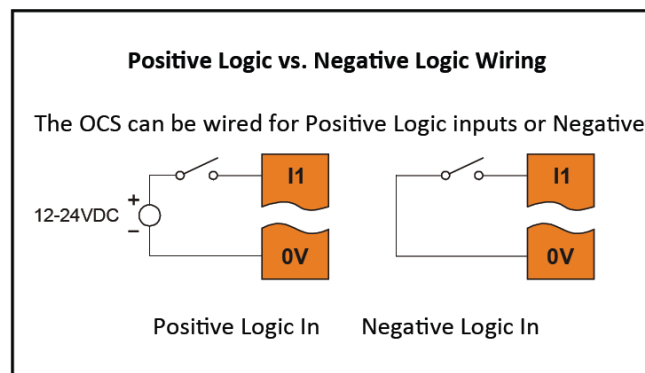 Positive Logic vs. Negative Logic Wiring
The OCS can be wired for Positive Logic inputs or Negative
I1
I1
+
12-24VDC
–
0V
0V
Positive Logic In
Negative Logic In